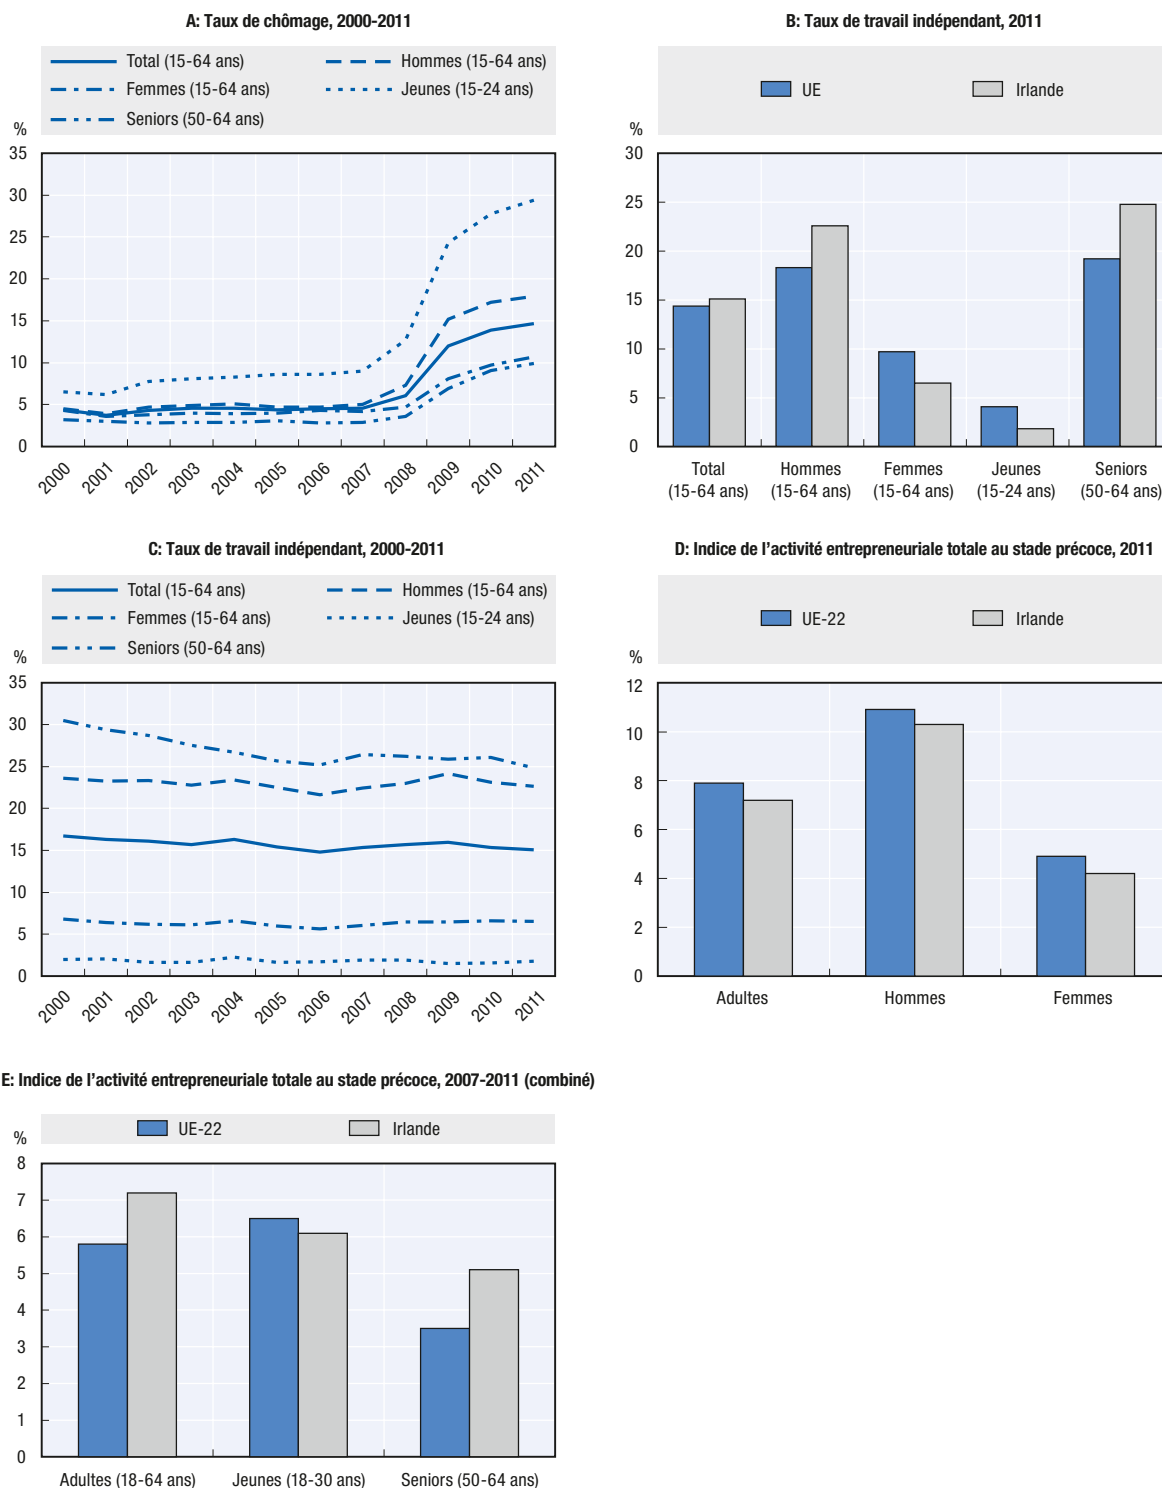 A: Taux de chômage, 2000-2011
Total (15-64 ans)
Hommes (15-64 ans)
Femmes (15-64 ans)
Jeunes (15-24 ans)
Seniors (50-64 ans)
%
35
30
25
20
15
10
5
0
2000 2001 2002 2003 2004 2005 2006 2007 2008 2009 2010 2011
B: Taux de travail indépendant, 2011
UE
Irlande
%
30
25
20
15
10
5
0
Total Hommes Femmes Jeunes Seniors
(15-64 ans) (15-64 ans) (15-64 ans) (15-24 ans) (50-64 ans)
C: Taux de travail indépendant, 2000-2011
Total (15-64 ans)
Hommes (15-64 ans)
Femmes (15-64 ans)
Jeunes (15-24 ans)
Seniors (50-64 ans)
%
35
30
25
20
15
10
5
0
2000 2001 2002 2003 2004 2005 2006 2007 2008 2009 2010 2011
D: Indice de l’activité entrepreneuriale totale au stade précoce, 2011
UE-22
Irlande
%
12
10
8
6
4
2
0
Adultes Hommes Femmes
E: Indice de l’activité entrepreneuriale totale au stade précoce, 2007-2011 (combiné)
UE-22
Irlande
%
8
7
6
5
4
3
2
1
0
Adultes (18-64 ans) Jeunes (18-30 ans) Seniors (50-64 ans)